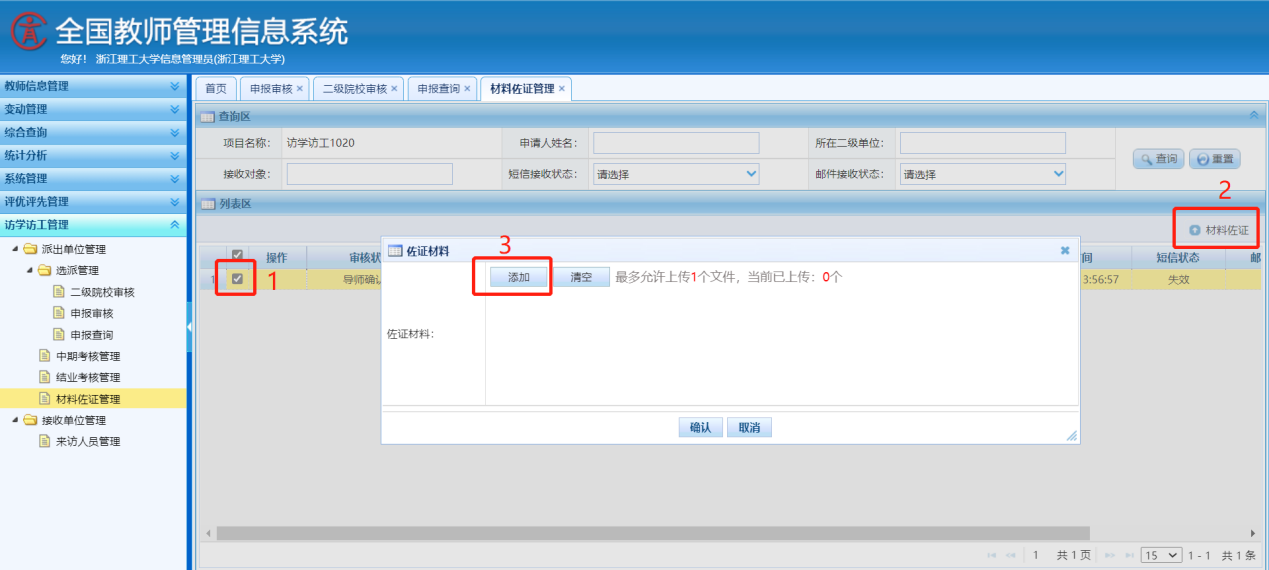 全国教师管理信息系统
您好! 浙江理工大学信息管理员(浙江理工大学)
教师信息管理
变动管理
综合查询
统计分析
系统管理
评优评先管理
访学访工管理
派出单位管理
选派管理
二级院校审核
申报审核
申报查询
中期考核管理
结业考核管理
材料佐证管理
接收单位管理
来访人员管理
首页 申报审核 × 二级院校审核 × 申报查询 × 材料佐证管理 ×
查询区
项目名称: 访学访工1020 申请人姓名: 所在二级单位:
接收对象: 短信接收状态: 请选择 邮件接收状态: 请选择
查询 重置
2
列表区
材料佐证
操作 审核状 间 短信状态 邮
1 1 导师确认 3:56:57 失效
佐证材料
3
添加 清空 最多允许上传1个文件，当前已上传：0个
佐证材料:
确认 取消
1 共 1 页 15 1 - 1 共 1 条